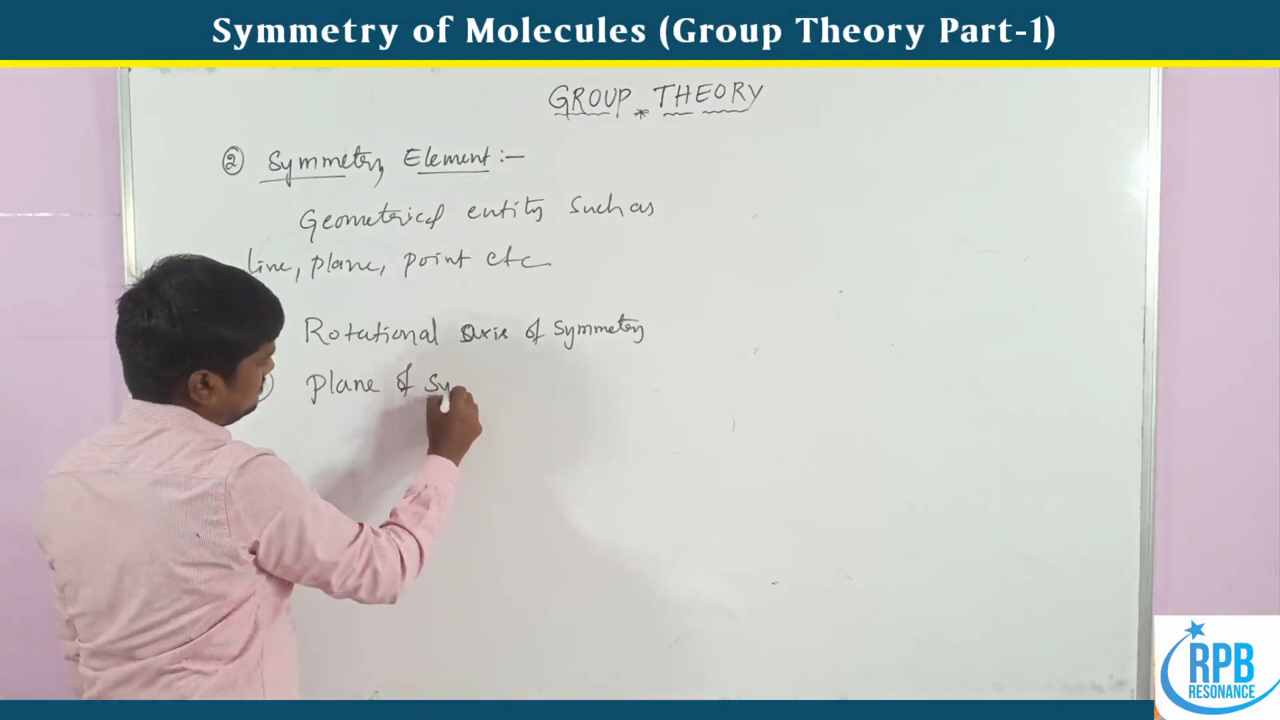 Symmetry of Molecules (Group Theory Part-1)
GROUP THEORY
② Symmetry Element :-
Geometrical entity such as
line, plane, point etc
Rotational axis of symmetry
Plane of Sy
RPB
RESONANCE